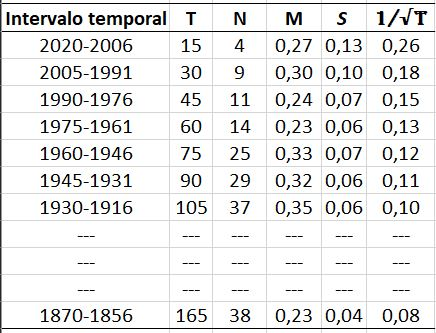 Intervalo temporal T N M S 1/√T
2020-2006 15 4 0,27 0,13 0,26
2005-1991 30 9 0,30 0,10 0,18
1990-1976 45 11 0,24 0,07 0,15
1975-1961 60 14 0,23 0,06 0,13
1960-1946 75 25 0,33 0,07 0,12
1945-1931 90 29 0,32 0,06 0,11
1930-1916 105 37 0,35 0,06 0,10
--- --- --- --- --- ---
--- --- --- --- --- ---
--- --- --- --- --- ---
1870-1856 165 38 0,23 0,04 0,08